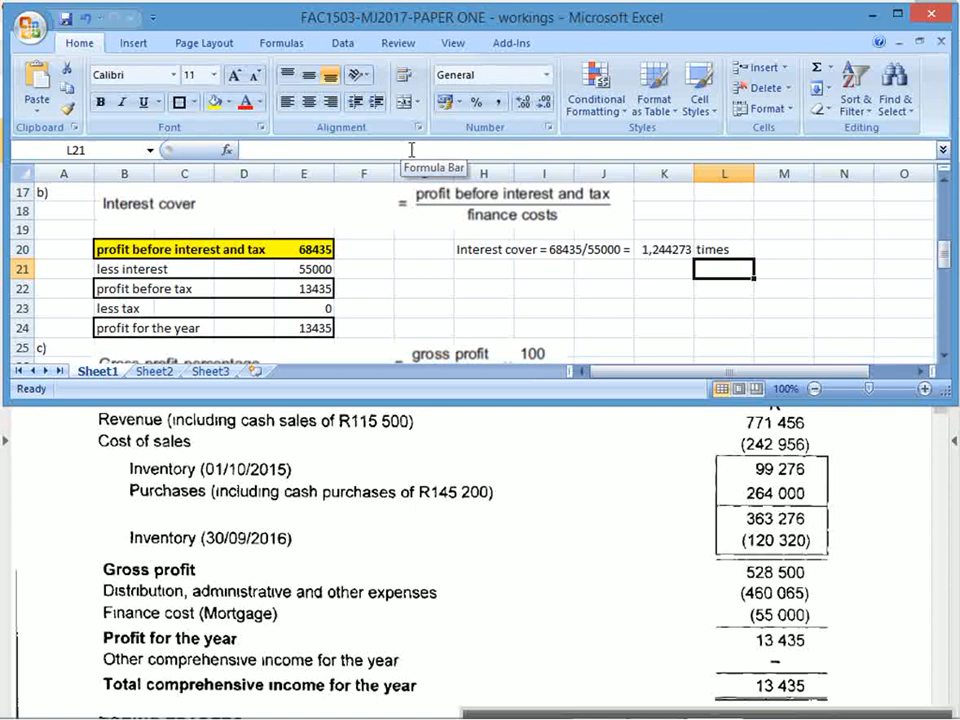 FAC1503-MJ2017-PAPER ONE - workings - Microsoft Excel
Home Insert Page Layout Formulas Data Review View Add-Ins
Calibri 11 General Insert Delete Format
Paste Conditional Formatting Format as Table Cell Styles Sort & Filter Find & Select
Clipboard Font Alignment Number Styles Cells Editing
L21 fx
Formula Bar
A B C D E F H I J K L M N O
17 b) profit before interest and tax
18 Interest cover = finance costs
19
20 profit before interest and tax 68435 Interest cover = 68435/55000 = 1,244273 times
21 less interest 55000
22 profit before tax 13435
23 less tax 0
24 profit for the year 13435
25 c) gross profit 100
Sheet1 Sheet2 Sheet3
Ready 100%
Revenue (including cash sales of R115 500) 771 456
Cost of sales (242 956)
Inventory (01/10/2015) 99 276
Purchases (including cash purchases of R145 200) 264 000
363 276
Inventory (30/09/2016) (120 320)
Gross profit 528 500
Distribution, administrative and other expenses (460 065)
Finance cost (Mortgage) (55 000)
Profit for the year 13 435
Other comprehensive income for the year –
Total comprehensive income for the year 13 435